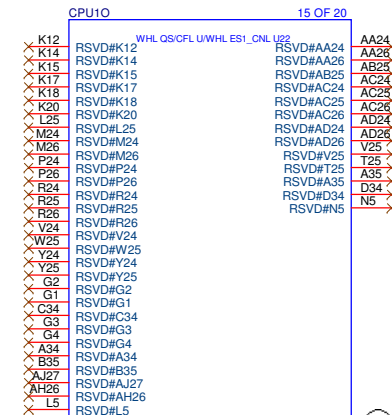 CPU1O 15 OF 20
WHL QS/CFL U/WHL ES1_CNL U22
K12 RSVD#K12 RSVD#AA24 AA24
K14 RSVD#K14 RSVD#AA26 AA26
K15 RSVD#K15 RSVD#AB25 AB25
K17 RSVD#K17 RSVD#AC24 AC24
K18 RSVD#K18 RSVD#AC25 AC25
K20 RSVD#K20 RSVD#AC26 AC26
L25 RSVD#L25 RSVD#AD24 AD24
M24 RSVD#M24 RSVD#AD26 AD26
M26 RSVD#M26 RSVD#V25 V25
P24 RSVD#P24 RSVD#T25 T25
P26 RSVD#P26 RSVD#A35 A35
R24 RSVD#R24 RSVD#D34 D34
R25 RSVD#R25 RSVD#N5 N5
R26 RSVD#R26
V24 RSVD#V24
W25 RSVD#W25
Y24 RSVD#Y24
Y25 RSVD#Y25
G2 RSVD#G2
G1 RSVD#G1
C34 RSVD#C34
G3 RSVD#G3
G4 RSVD#G4
A34 RSVD#A34
B35 RSVD#B35
AJ27 RSVD#AJ27
AH26 RSVD#AH26
L5 RSVD#L5